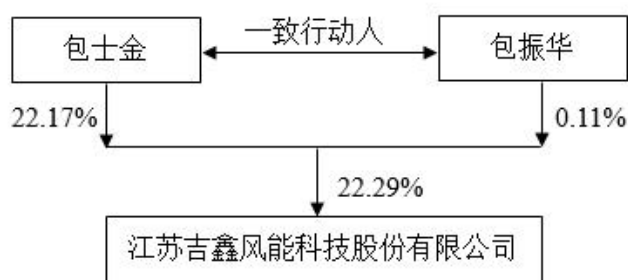 包士金
一致行动人
包振华
22.17%
0.11%
22.29%
江苏吉鑫风能科技股份有限公司